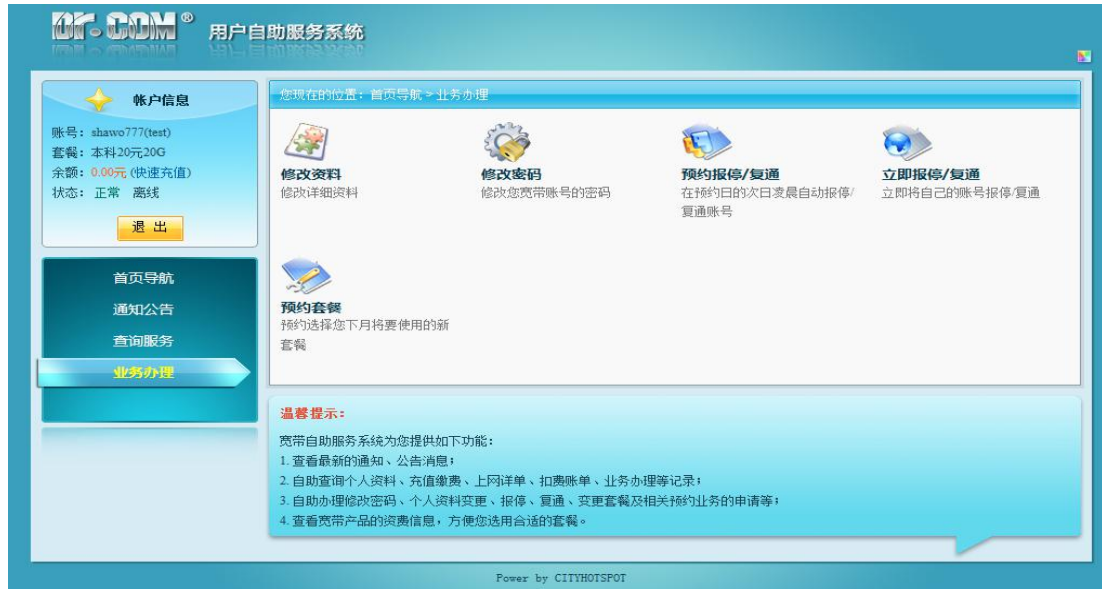 Dr.COM® 用户自助服务系统
帐户信息
账号：shawo777(test)
套餐：本科20元20G
余额：0.00元 (快速充值)
状态： 正常 离线
退 出
首页导航
通知公告
查询服务
业务办理
您现在的位置：首页导航 > 业务办理
修改资料
修改详细资料
修改密码
修改您宽带账号的密码
预约报停/复通
在预约日的次日凌晨自动报停/
复通账号
立即报停/复通
立即将自己的账号报停/复通
预约套餐
预约选择您下月将要使用的新
套餐
温馨提示：
宽带自助服务系统为您提供如下功能：
1. 查看最新的通知、公告消息；
2. 自助查询个人资料、充值缴费、上网详单、扣费账单、业务办理等记录；
3. 自助办理修改密码、个人资料变更、报停、复通、变更套餐及相关预约业务的申请等；
4. 查看宽带产品的资费信息，方便您选用合适的套餐。
Power by CITYHOTSPOT